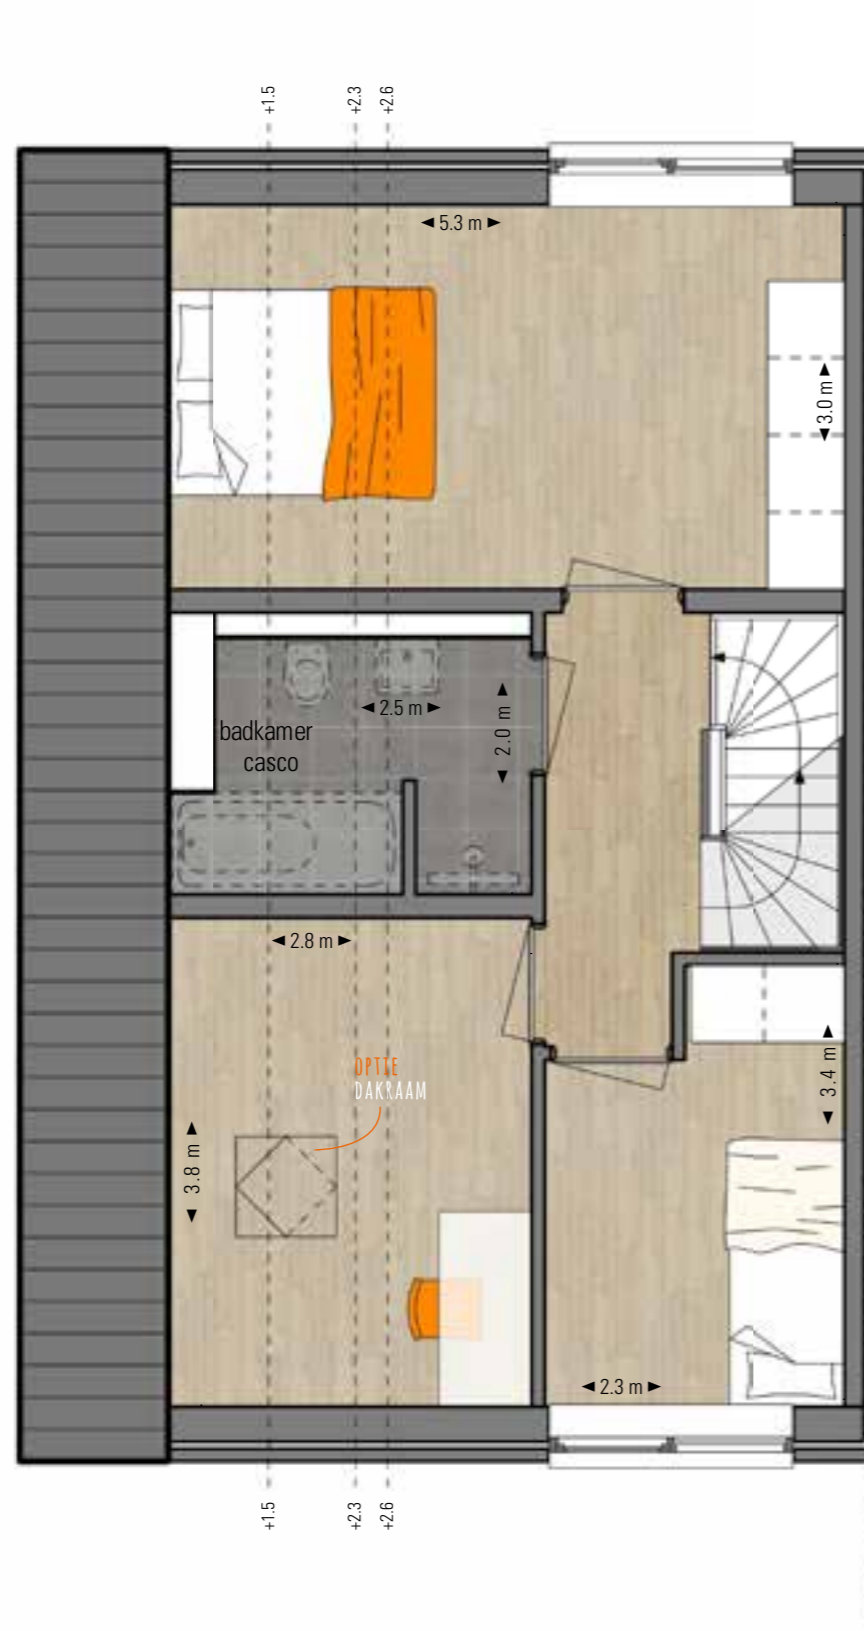 +1.5
+2.3
+2.6
5.3 m
3.0 m
2.5 m
2.0 m
badkamer
casco
2.8 m
OPTIE
DAKRAAM
3.4 m
3.8 m
2.3 m
+1.5
+2.3
+2.6